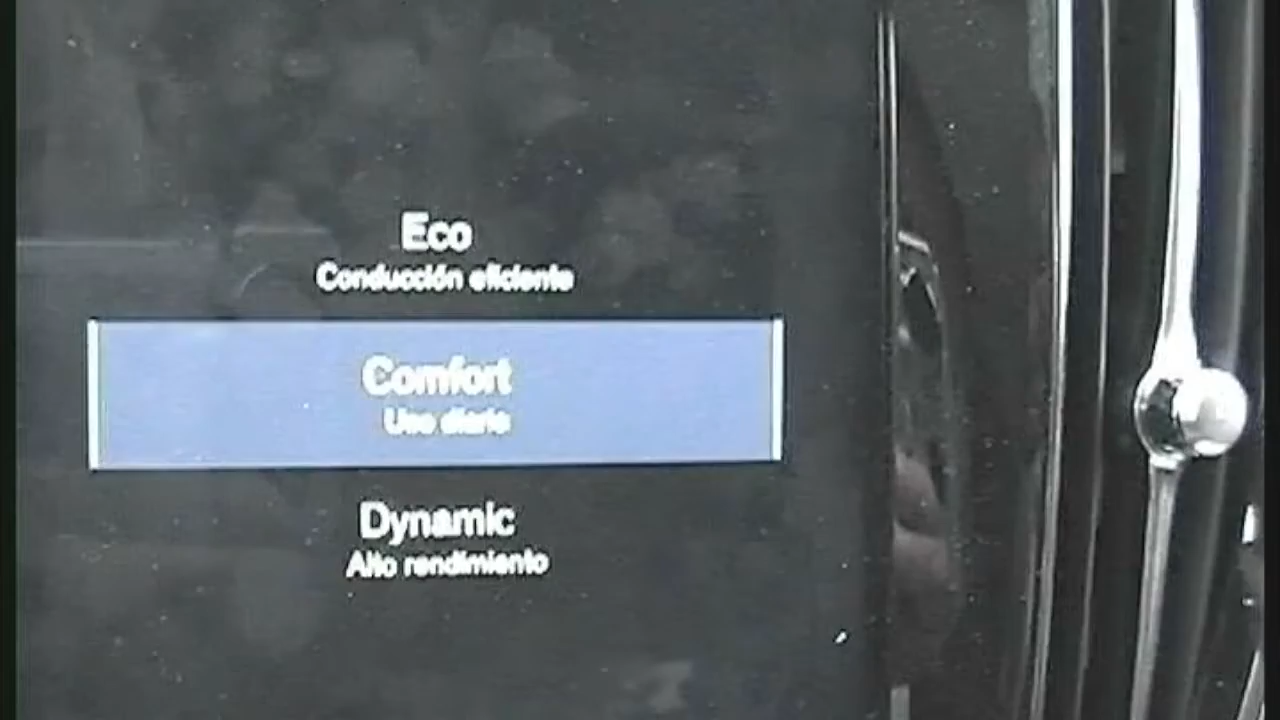 Eco
Conducción eficiente
Comfort
Uso diario
Dynamic
Alto rendimiento